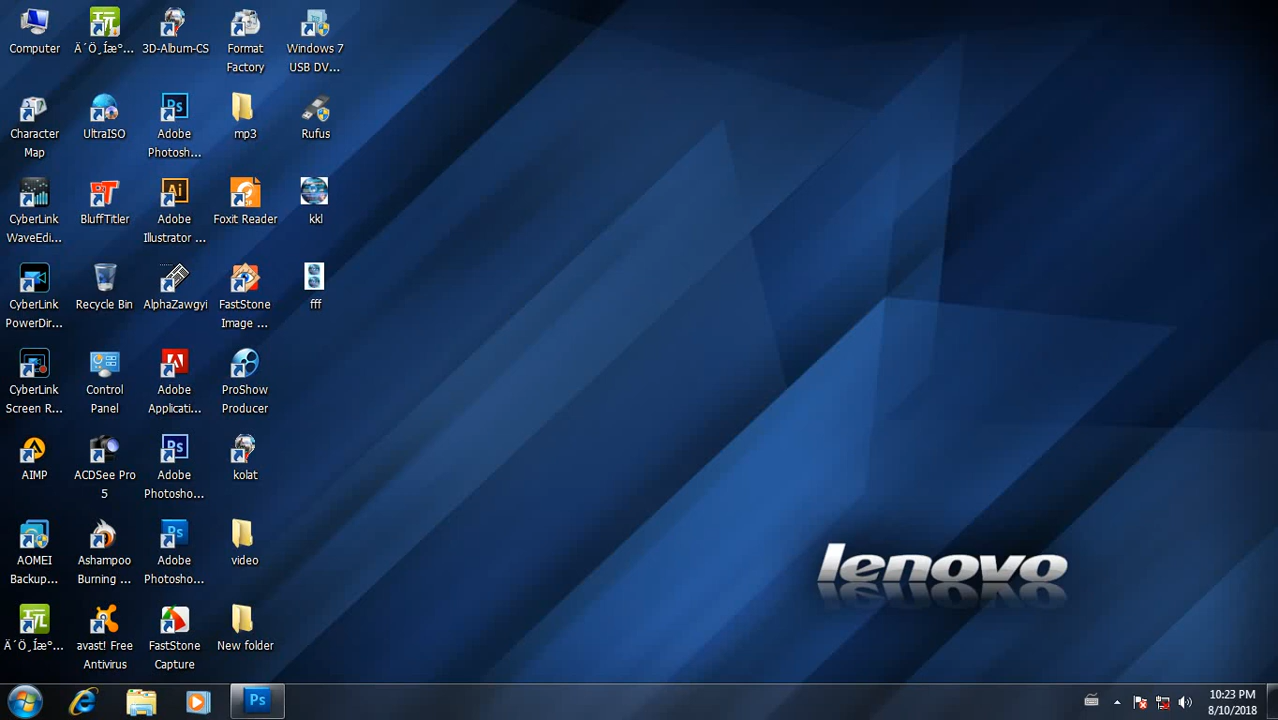 Computer
Ä´Ö¸Íæ°...
3D-Album-CS
Format
Factory
Windows 7
USB DV...
Character
Map
UltraISO
Adobe
Photosh...
mp3
Rufus
CyberLink
WaveEdi...
BluffTitler
Adobe
Illustrator ...
Foxit Reader
kkl
CyberLink
PowerDir...
Recycle Bin
AlphaZawgyi
FastStone
Image ...
fff
CyberLink
Screen R...
Control
Panel
Adobe
Applicati...
ProShow
Producer
AIMP
ACDSee Pro
5
Adobe
Photosho...
kolat
AOMEI
Backup...
Ashampoo
Burning ...
Adobe
Photosho...
video
Ä´Ö¸Íæ°...
avast! Free
Antivirus
FastStone
Capture
New folder
lenovo
10:23 PM
8/10/2018